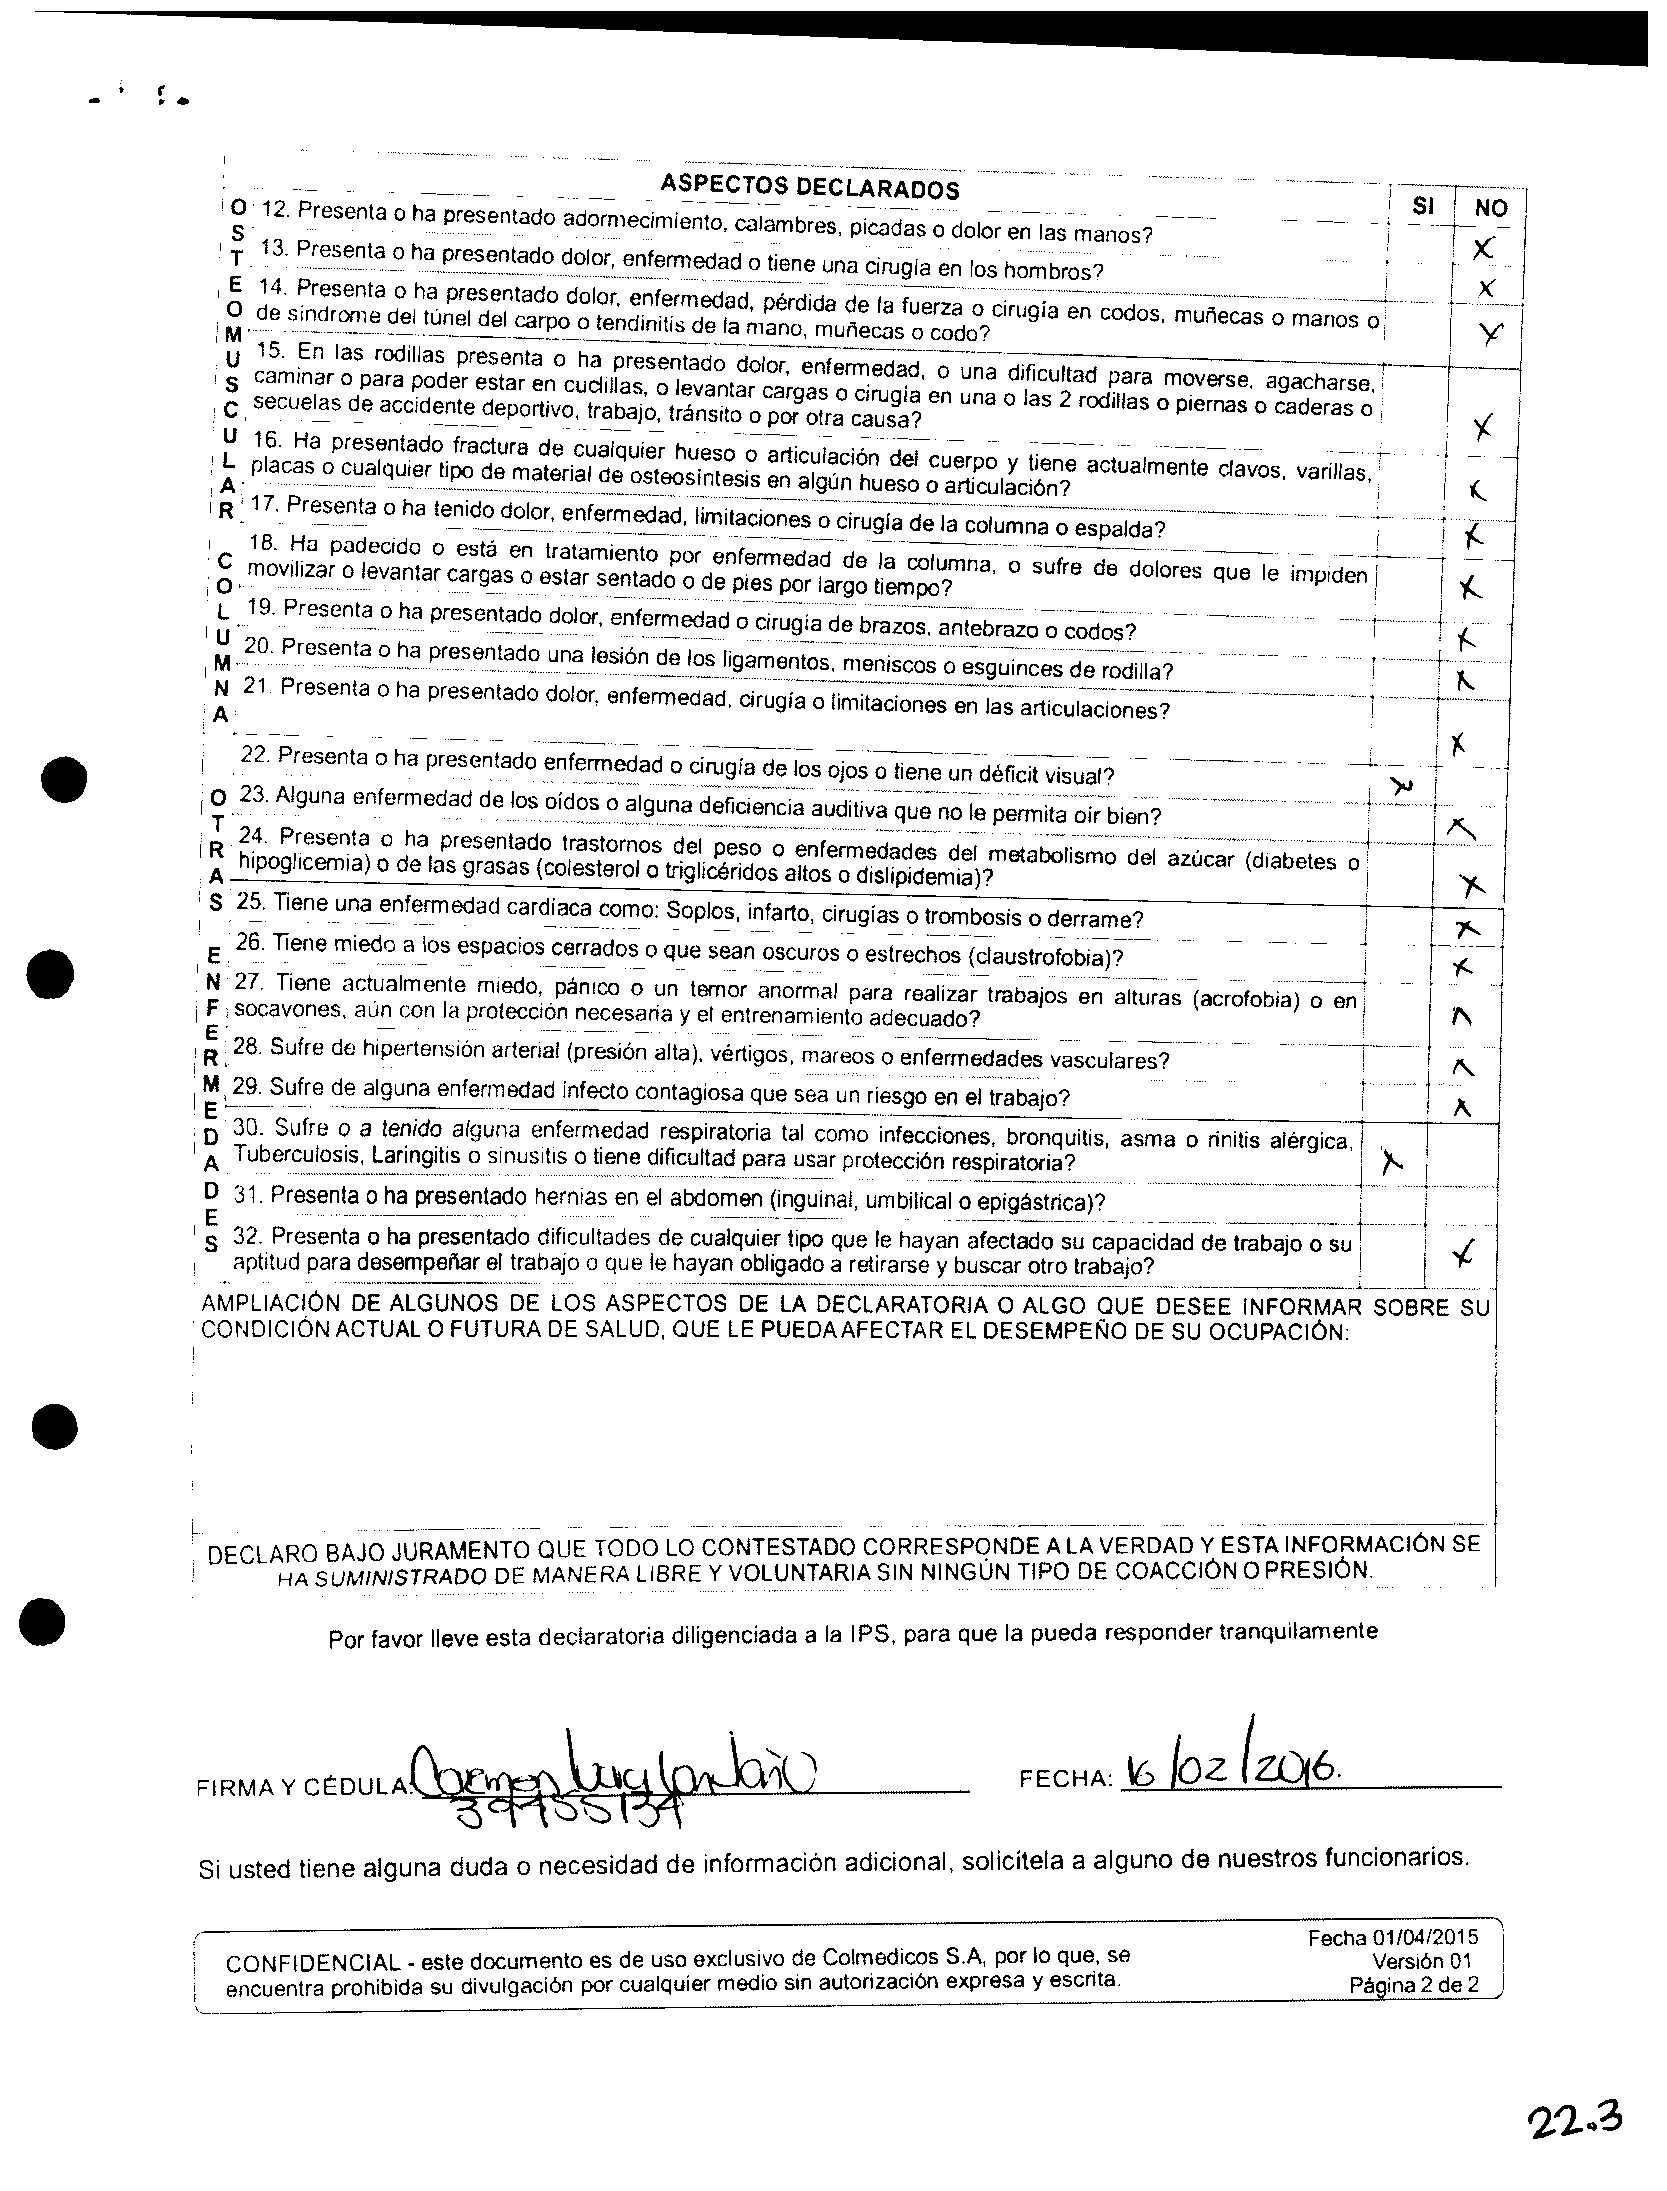 ASPECTOS DECLARADOS
SI NO
12. Presenta o ha presentado adormecimiento, calambres, picadas o dolor en las manos? X
13. Presenta o ha presentado dolor, enfermedad o tiene una cirugía en los hombros? X
14. Presenta o ha presentado dolor, enfermedad, pérdida de la fuerza o cirugía en codos, muñecas o manos o
de síndrome del túnel del carpo o tendinitis de la mano, muñecas o codo? X
15. En las rodillas presenta o ha presentado dolor, enfermedad, o una dificultad para moverse, agacharse,
caminar o para poder estar en cuclillas, o levantar cargas o cirugía en una o las 2 rodillas o piernas o caderas o
secuelas de accidente deportivo, trabajo, tránsito o por otra causa? X
16. Ha presentado fractura de cualquier hueso o articulación del cuerpo y tiene actualmente clavos, varillas,
placas o cualquier tipo de material de osteosíntesis en algún hueso o articulación? X
17. Presenta o ha tenido dolor, enfermedad, limitaciones o cirugía de la columna o espalda? X
18. Ha padecido o está en tratamiento por enfermedad de la columna, o sufre de dolores que le impiden
movilizar o levantar cargas o estar sentado o de pies por largo tiempo? X
19. Presenta o ha presentado dolor, enfermedad o cirugía de brazos, antebrazo o codos? X
20. Presenta o ha presentado una lesión de los ligamentos, meniscos o esguinces de rodilla? X
21. Presenta o ha presentado dolor, enfermedad, cirugía o limitaciones en las articulaciones? X
OSTEOMUSCULAR COLUMNA
22. Presenta o ha presentado enfermedad o cirugía de los ojos o tiene un déficit visual? X
23. Alguna enfermedad de los oídos o alguna deficiencia auditiva que no le permita oír bien? X
24. Presenta o ha presentado trastornos del peso o enfermedades del metabolismo del azúcar (diabetes o
hipoglicemia) o de las grasas (colesterol o triglicéridos altos o dislipidemia)? X
25. Tiene una enfermedad cardíaca como: Soplos, infarto, cirugías o trombosis o derrame? X
26. Tiene miedo a los espacios cerrados o que sean oscuros o estrechos (claustrofobia)? X
27. Tiene actualmente miedo, pánico o un temor anormal para realizar trabajos en alturas (acrofobia) o en
socavones, aún con la protección necesaria y el entrenamiento adecuado? X
28. Sufre de hipertensión arterial (presión alta), vértigos, mareos o enfermedades vasculares? X
29. Sufre de alguna enfermedad infecto contagiosa que sea un riesgo en el trabajo? X
30. Sufre o a tenido alguna enfermedad respiratoria tal como infecciones, bronquitis, asma o rinitis alérgica,
Tuberculosis, Laringitis o sinusitis o tiene dificultad para usar protección respiratoria? X
31. Presenta o ha presentado hernias en el abdomen (inguinal, umbilical o epigástrica)?
32. Presenta o ha presentado dificultades de cualquier tipo que le hayan afectado su capacidad de trabajo o su
aptitud para desempeñar el trabajo o que le hayan obligado a retirarse y buscar otro trabajo? X
OTRAS ENFERMEDADES
AMPLIACIÓN DE ALGUNOS DE LOS ASPECTOS DE LA DECLARATORIA O ALGO QUE DESEE INFORMAR SOBRE SU
CONDICIÓN ACTUAL O FUTURA DE SALUD, QUE LE PUEDA AFECTAR EL DESEMPEÑO DE SU OCUPACIÓN:
DECLARO BAJO JURAMENTO QUE TODO LO CONTESTADO CORRESPONDE A LA VERDAD Y ESTA INFORMACIÓN SE
HA SUMINISTRADO DE MANERA LIBRE Y VOLUNTARIA SIN NINGÚN TIPO DE COACCIÓN O PRESIÓN.
Por favor lleve esta declaratoria diligenciada a la IPS, para que la pueda responder tranquilamente
FIRMA Y CÉDULA: Carmen FECHA: 16/02/2016.
Si usted tiene alguna duda o necesidad de información adicional, solicítela a alguno de nuestros funcionarios.
CONFIDENCIAL - este documento es de uso exclusivo de Colmedicos S.A, por lo que, se
encuentra prohibida su divulgación por cualquier medio sin autorización expresa y escrita.
Fecha 01/04/2015
Versión 01
Página 2 de 2
22.3